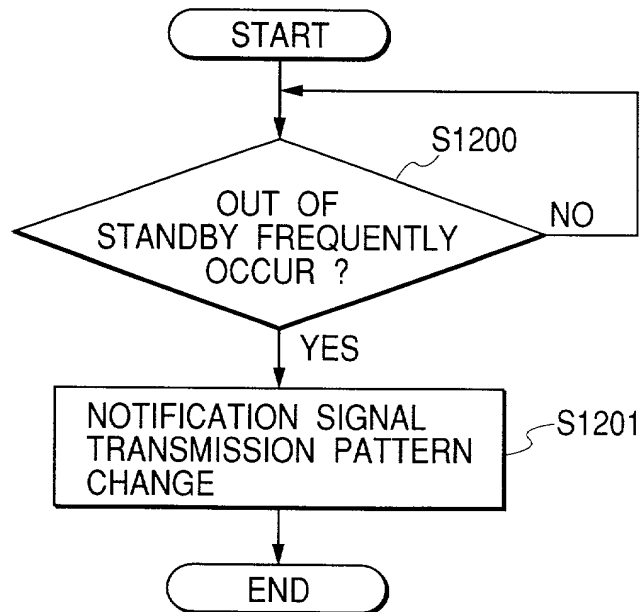 START
S1200
OUT OF
STANDBY FREQUENTLY
OCCUR ?
NO
YES
NOTIFICATION SIGNAL
TRANSMISSION PATTERN
CHANGE
S1201
END